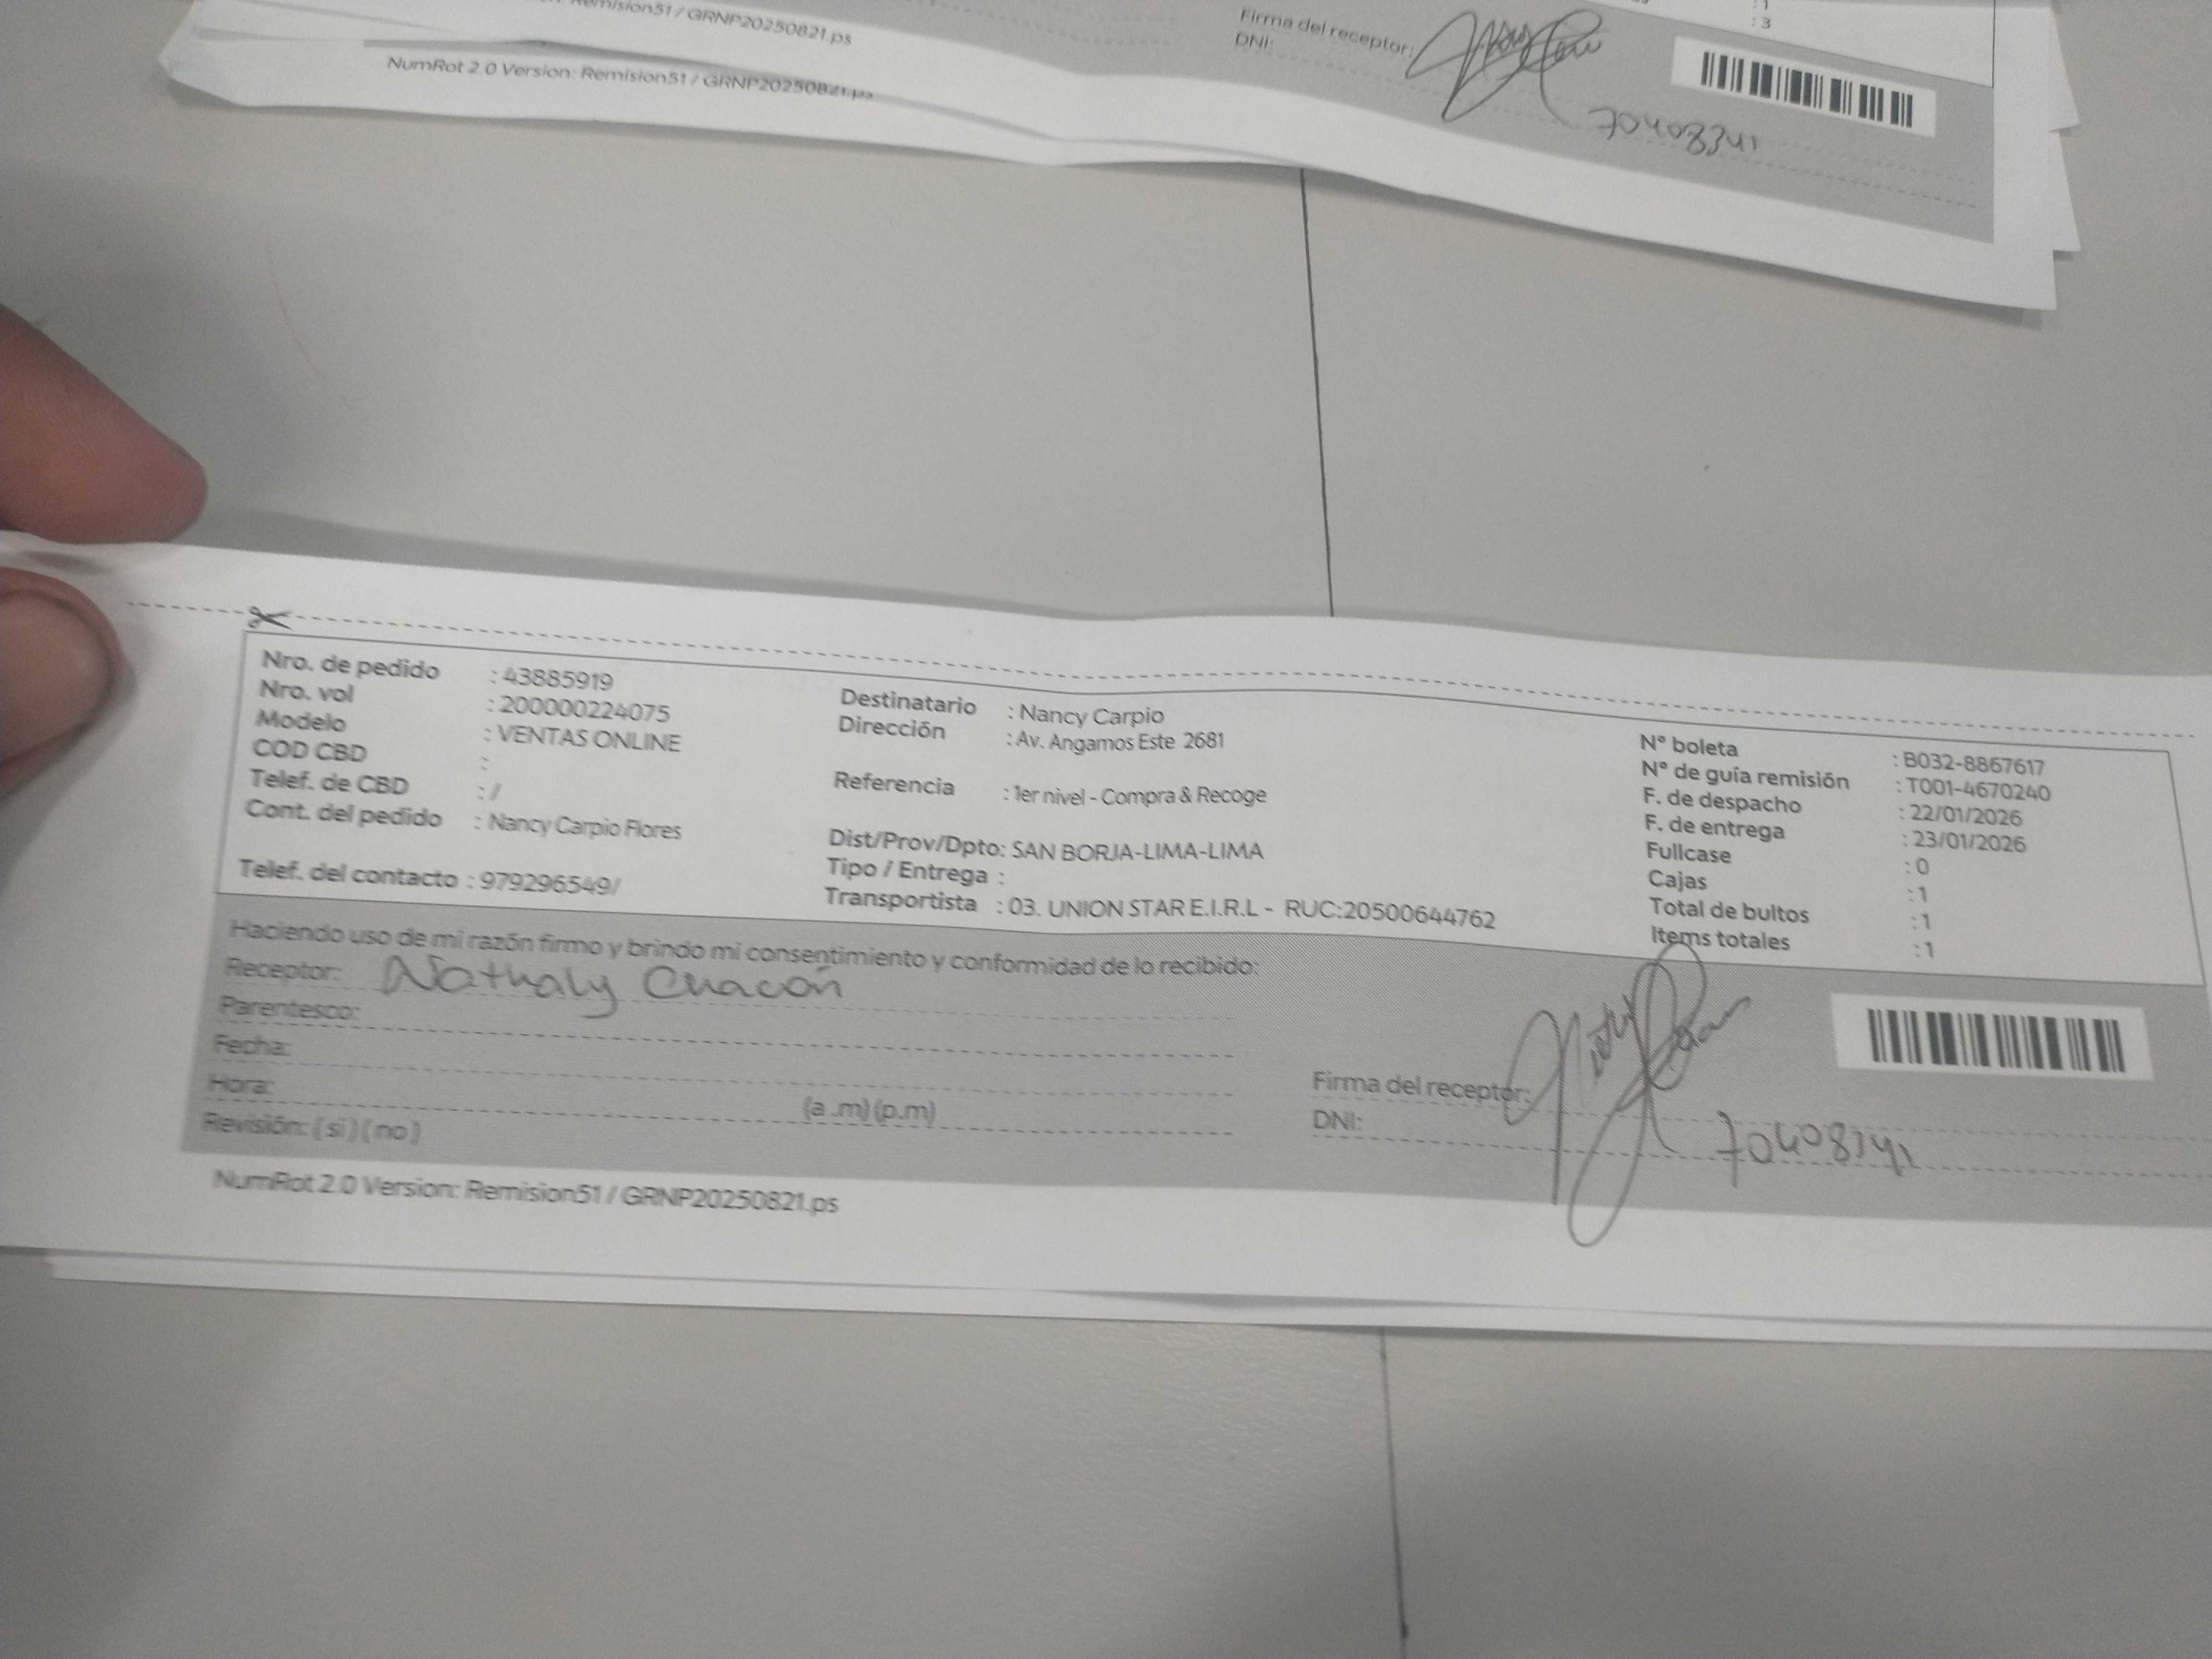 Remision51 / GRNP20250821.ps
NumRot 2.0 Version: Remision51 / GRNP20250821.ps
Firma del receptor:
DNI:
70408341
: 1
: 3
Nro. de pedido : 43885919
Nro. vol : 200000224075
Modelo : VENTAS ONLINE
COD CBD :
Telef. de CBD : /
Cont. del pedido : Nancy Carpio Flores
Telef. del contacto : 979296549/
Destinatario : Nancy Carpio
Dirección : Av. Angamos Este 2681
Referencia : 1er nivel - Compra & Recoge
Dist/Prov/Dpto: SAN BORJA-LIMA-LIMA
Tipo / Entrega :
Transportista : 03. UNION STAR E.I.R.L - RUC:20500644762
N° boleta : B032-8867617
N° de guía remisión : T001-4670240
F. de despacho : 22/01/2026
F. de entrega : 23/01/2026
Fullcase : 0
Cajas : 1
Total de bultos : 1
Items totales : 1
Haciendo uso de mi razón firmo y brindo mi consentimiento y conformidad de lo recibido:
Receptor: Nathaly Chacón
Parentesco:
Fecha:
Hora: (a .m) (p.m)
Revisión: ( si ) ( no )
Firma del receptor:
DNI: 70408341
NumRot 2.0 Version: Remision51 / GRNP20250821.ps